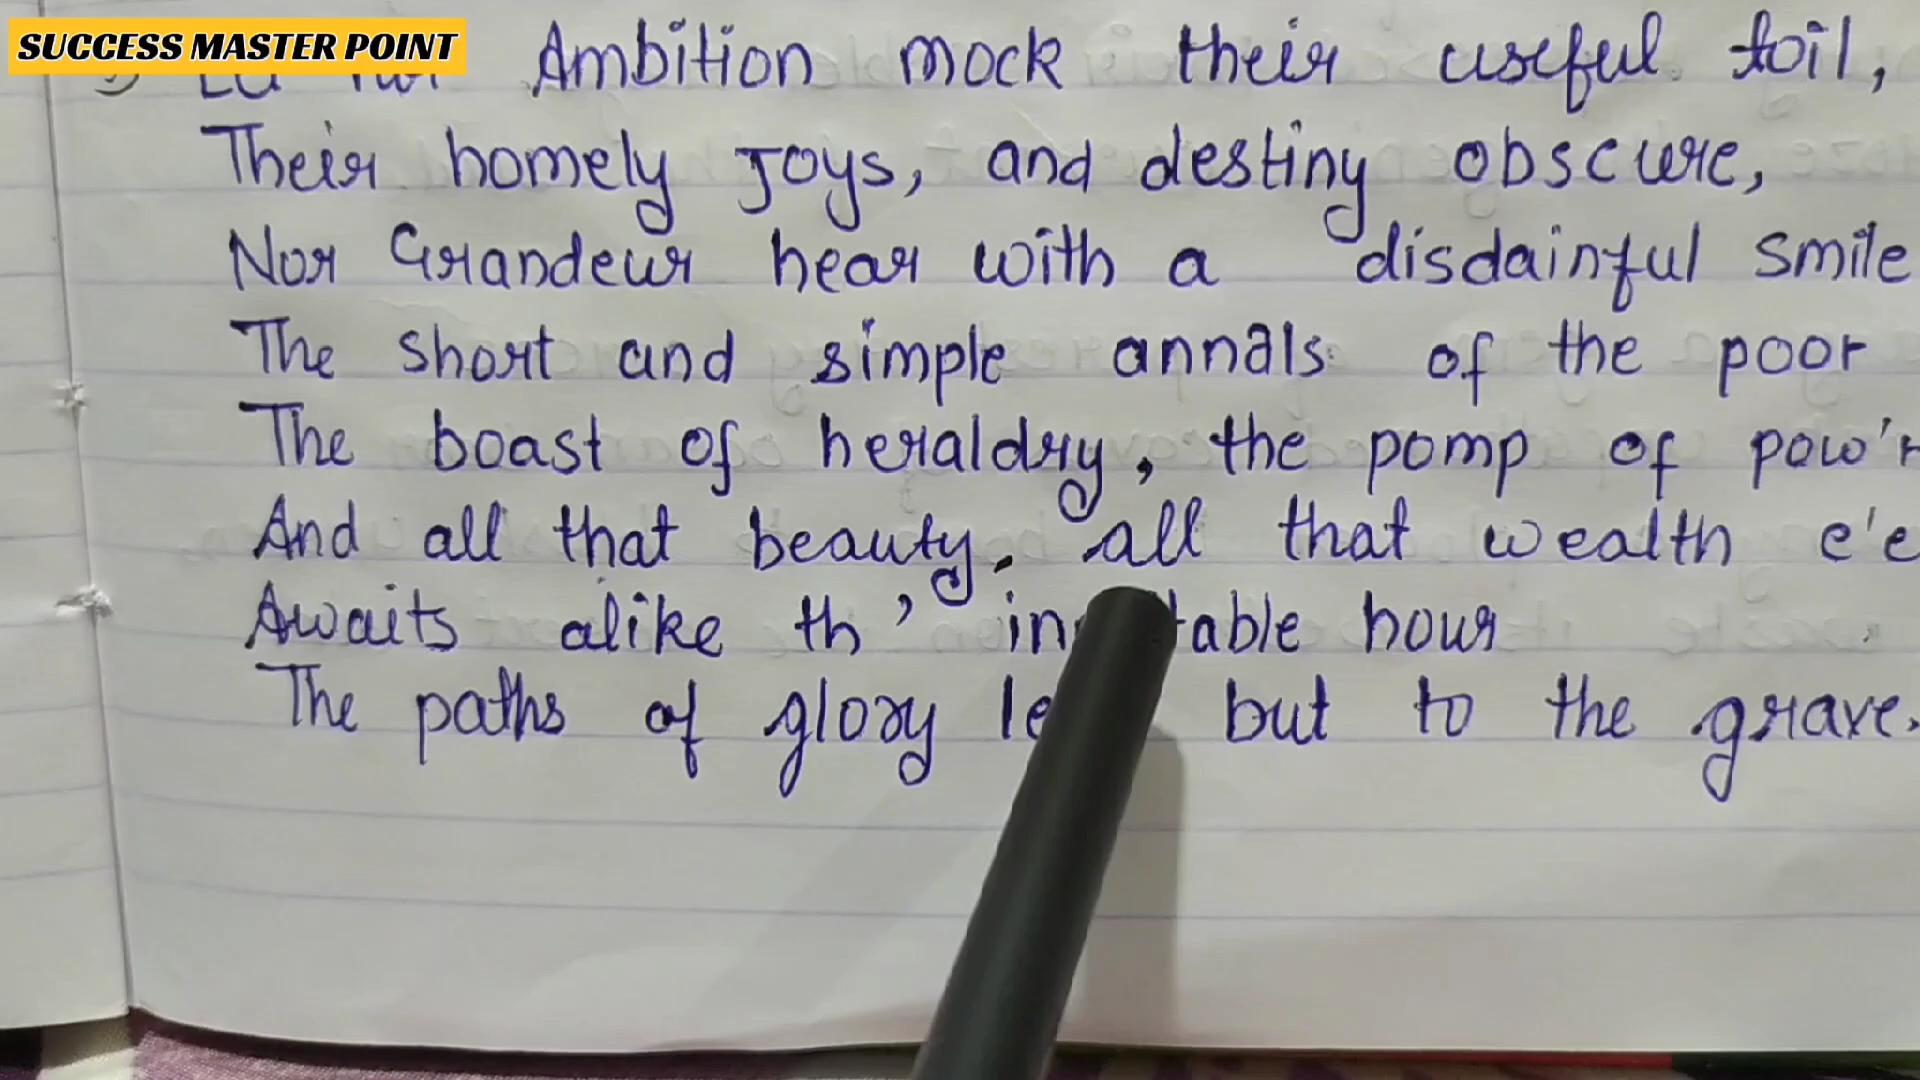 SUCCESS MASTER POINT
Ambition mock their useful toil,
Their homely Joys, and destiny obscure,
Nor Grandeur hear with a disdainful smile
The short and simple annals of the poor
The boast of heraldry, the pomp of pow'r
And all that beauty, all that wealth e'e
Awaits alike th' hour
The paths of glory but to the grave.